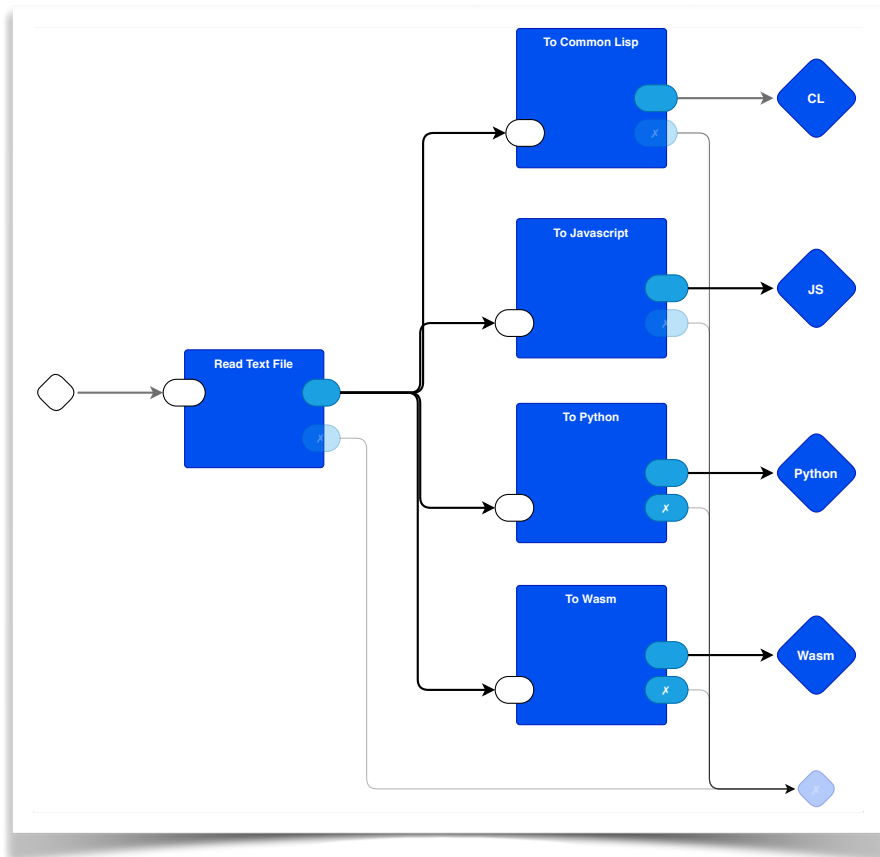 To Common Lisp
CL
✗
To Javascript
JS
✗
Read Text File
✗
To Python
Python
✗
To Wasm
Wasm
✗
✗